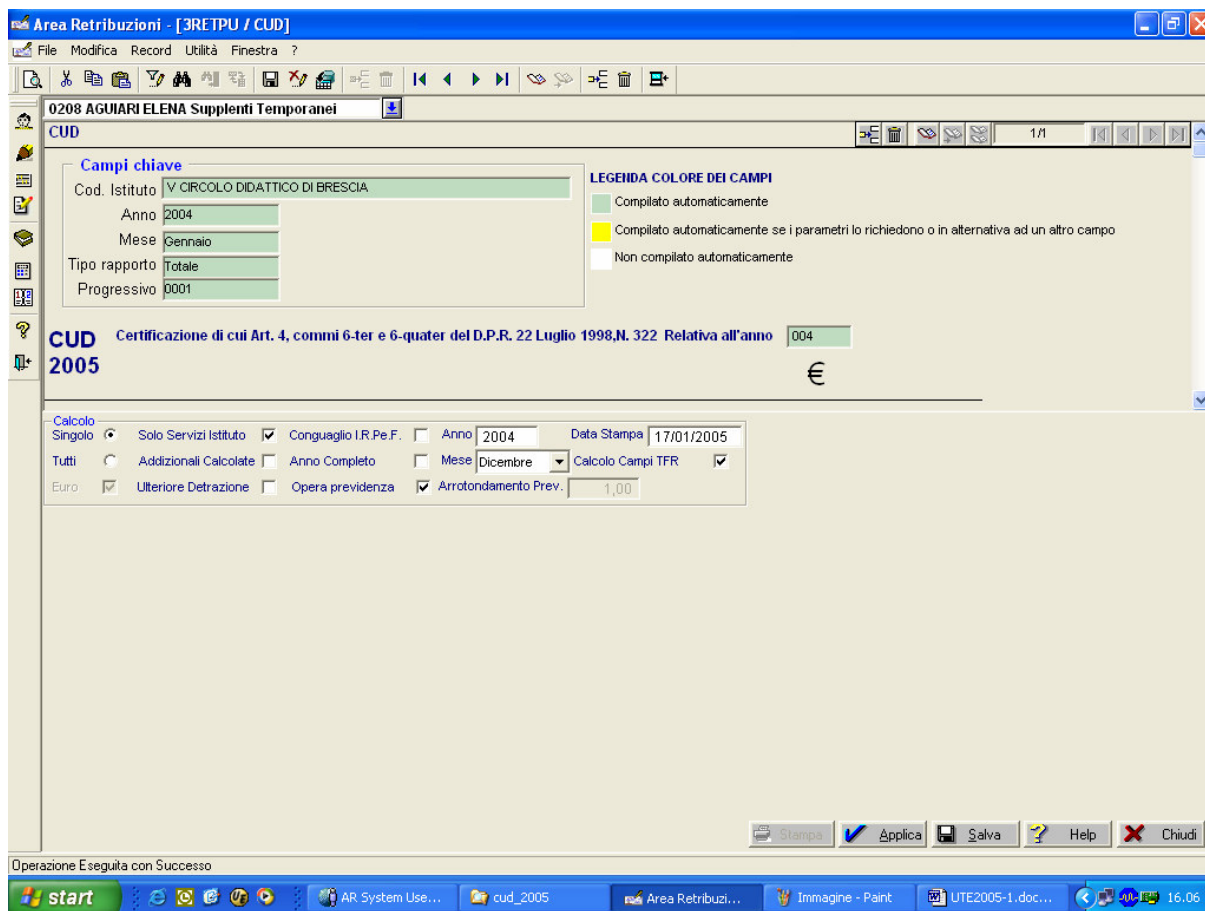 Area Retribuzioni - [3RETPU / CUD]
File Modifica Record Utilità Finestra ?
0208 AGUIARI ELENA Supplenti Temporanei
CUD
1/1
Campi chiave
Cod. Istituto V CIRCOLO DIDATTICO DI BRESCIA
Anno 2004
Mese Gennaio
Tipo rapporto Totale
Progressivo 0001
LEGENDA COLORE DEI CAMPI
Compilato automaticamente
Compilato automaticamente se i parametri lo richiedono o in alternativa ad un altro campo
Non compilato automaticamente
CUD 2005
Certificazione di cui Art. 4, commi 6-ter e 6-quater del D.P.R. 22 Luglio 1998,N. 322 Relativa all'anno 004
€
Calcolo
Singolo Solo Servizi Istituto Conguaglio I.R.Pe.F. Anno 2004 Data Stampa 17/01/2005
Tutti Addizionali Calcolate Anno Completo Mese Dicembre Calcolo Campi TFR
Euro Ulteriore Detrazione Opera previdenza Arrotondamento Prev. 1,00
Stampa Applica Salva Help Chiudi
Operazione Eseguita con Successo
start AR System Use... cud_2005 Area Retribuzi... Immagine - Paint UTE2005-1.doc... 16.06